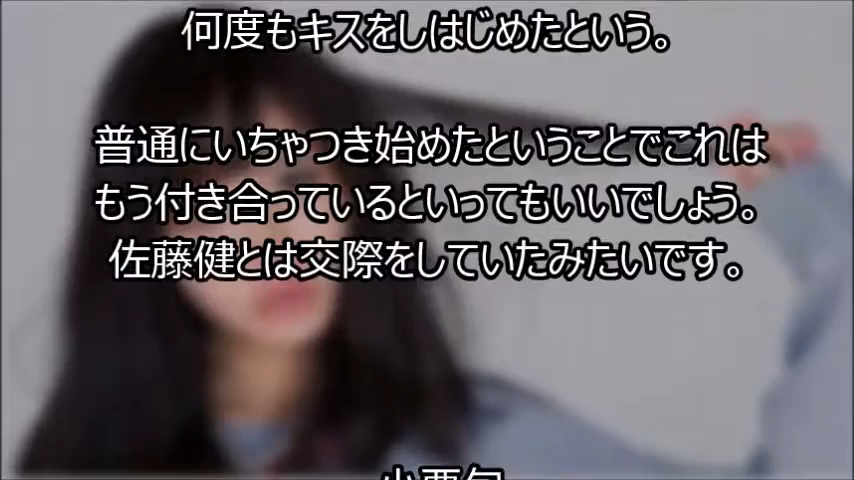 何度もキスをしはじめたという。
普通にいちゃつき始めたということでこれは
もう付き合っているといってもいいでしょう。
佐藤健とは交際をしていたみたいです。